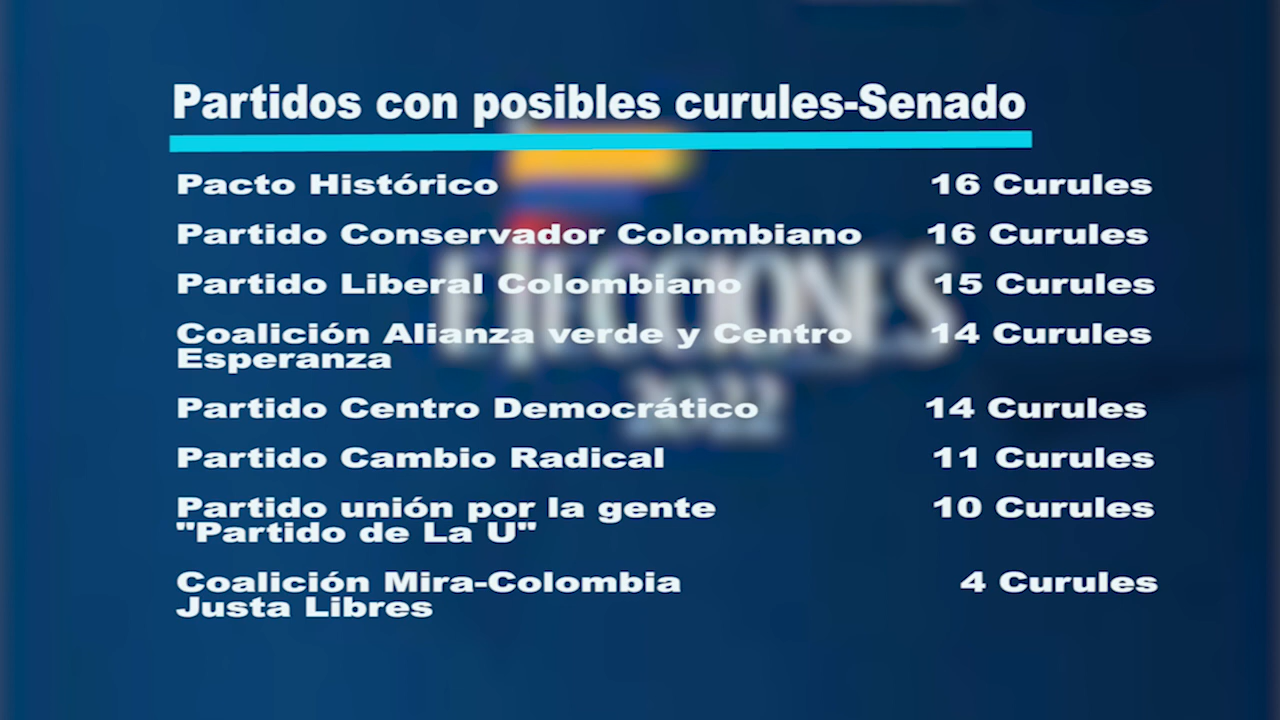 Partidos con posibles curules-Senado
Pacto Histórico 16 Curules
Partido Conservador Colombiano 16 Curules
Partido Liberal Colombiano 15 Curules
Coalición Alianza verde y Centro 14 Curules
Esperanza
Partido Centro Democrático 14 Curules
Partido Cambio Radical 11 Curules
Partido unión por la gente 10 Curules
"Partido de La U"
Coalición Mira-Colombia 4 Curules
Justa Libres
ELECCIONES
2022